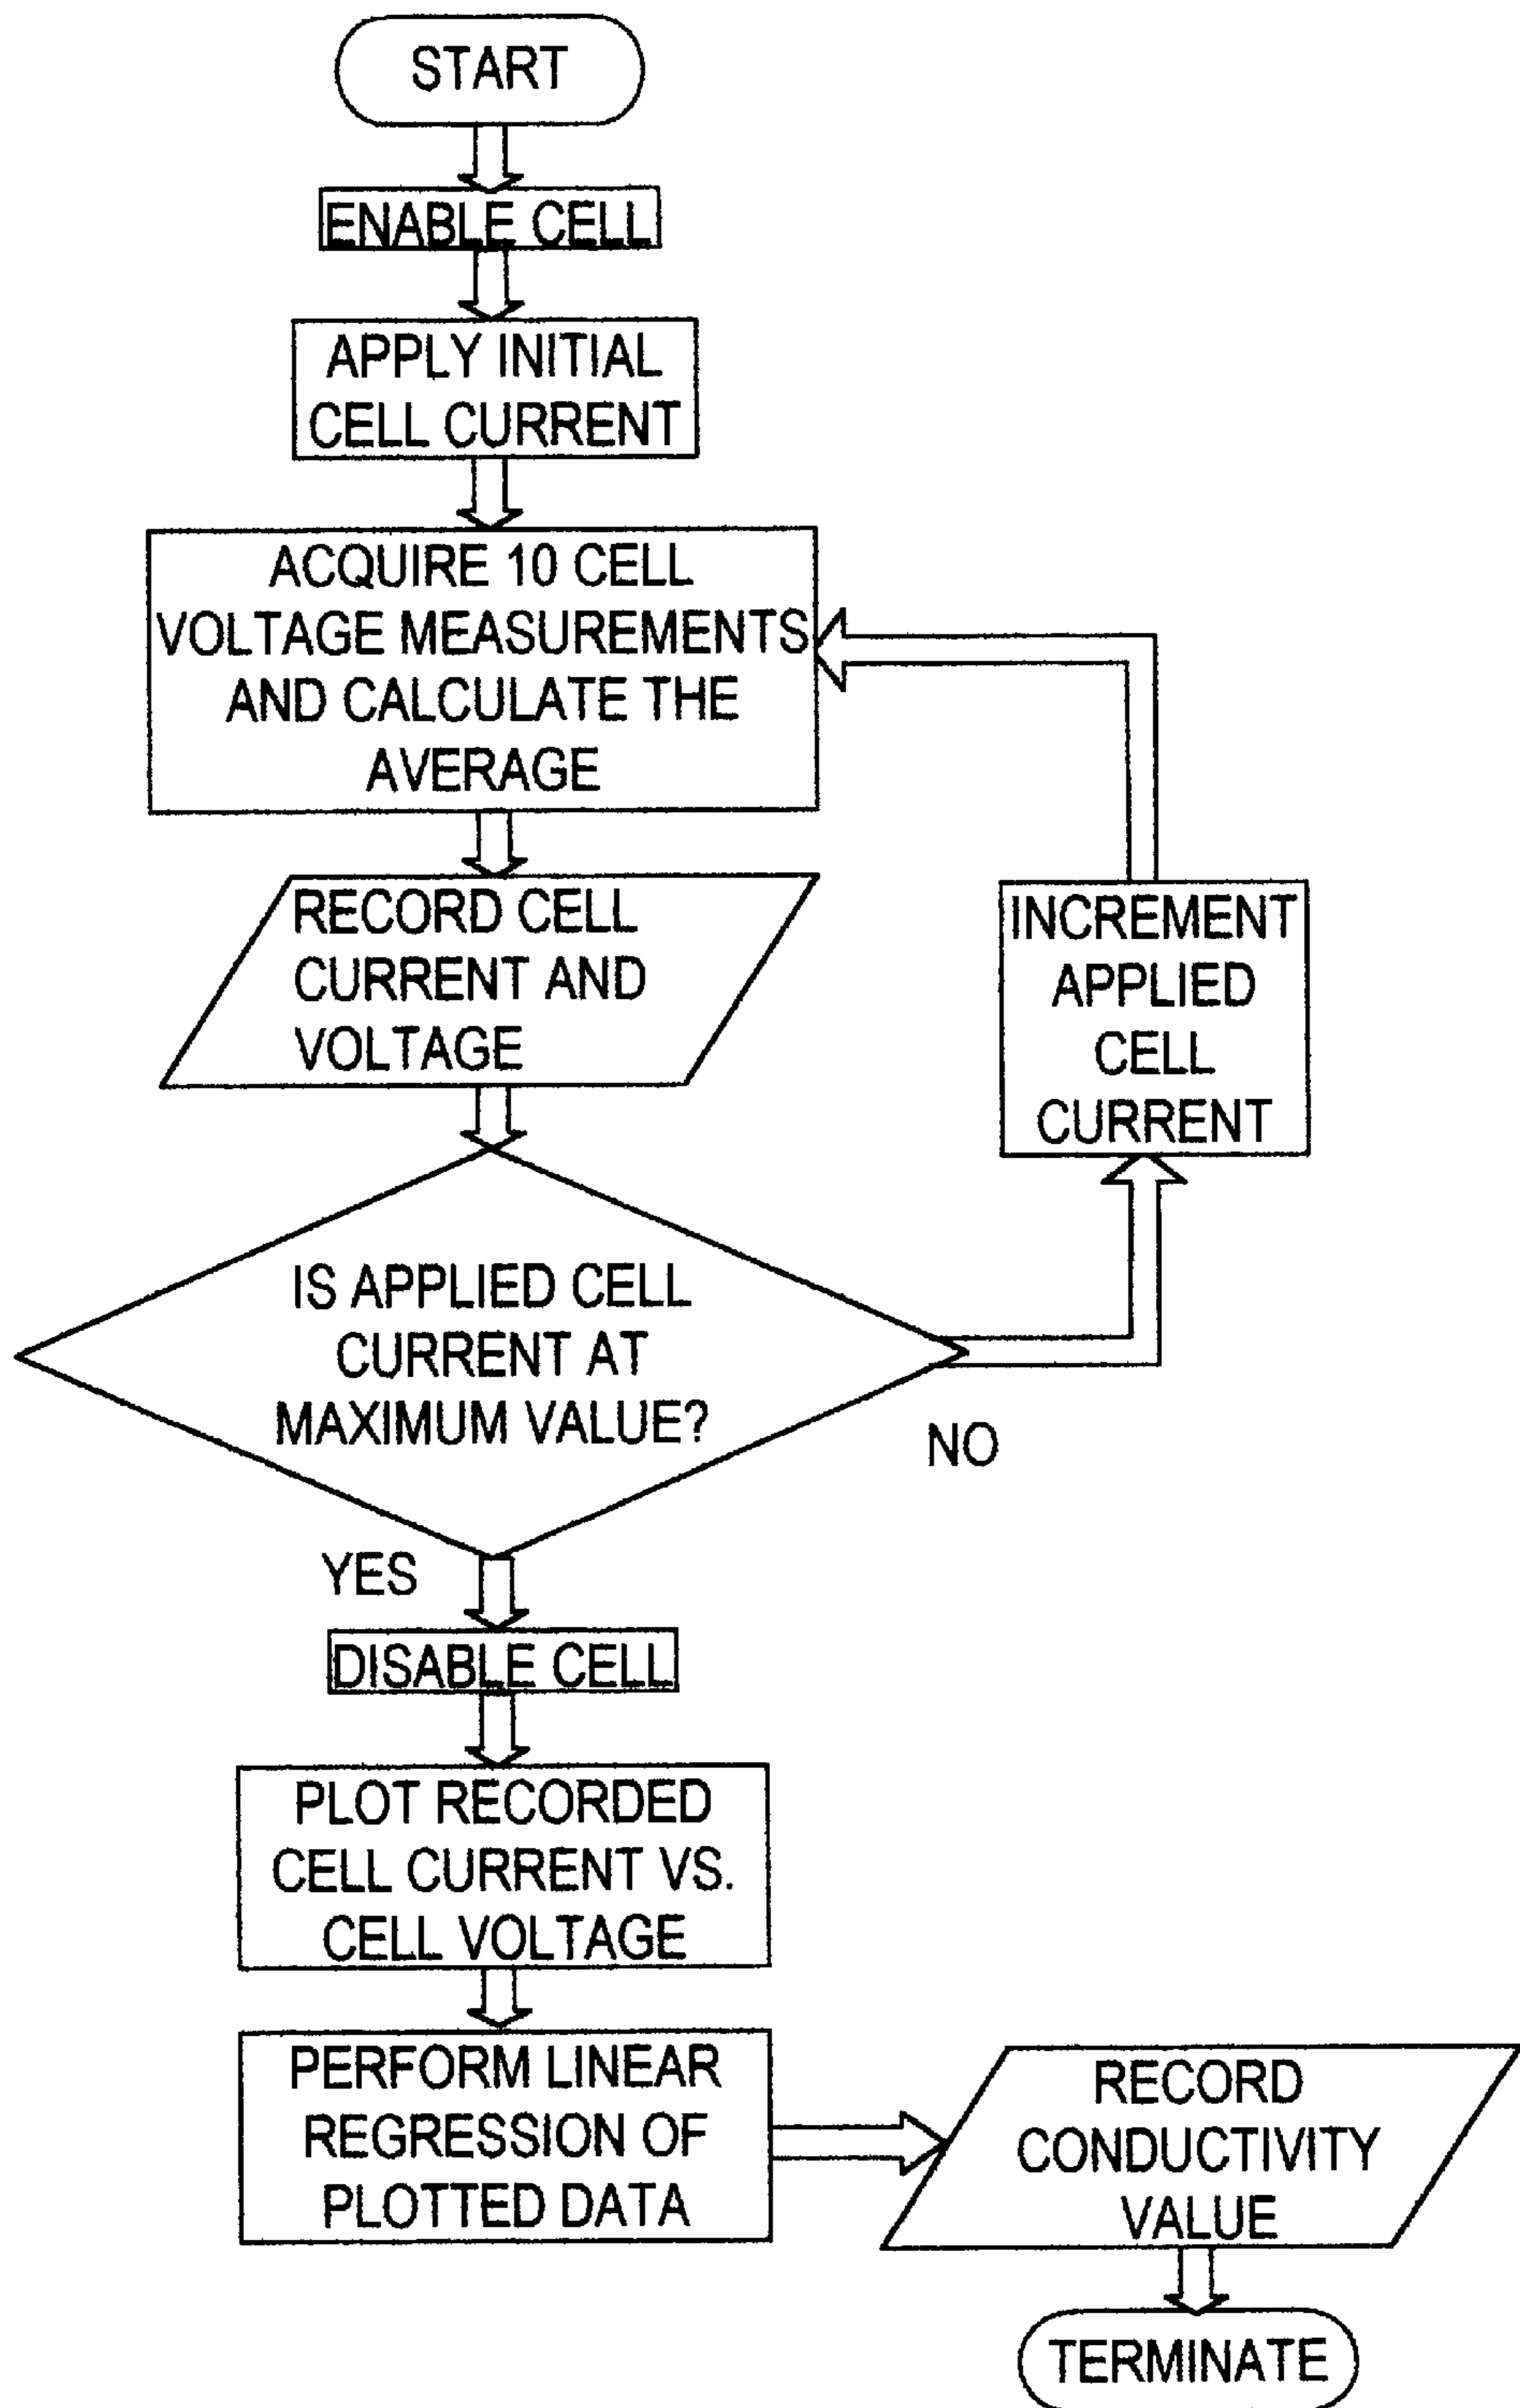 START
ENABLE CELL
APPLY INITIAL
CELL CURRENT
ACQUIRE 10 CELL
VOLTAGE MEASUREMENTS
AND CALCULATE THE
AVERAGE
RECORD CELL
CURRENT AND
VOLTAGE
INCREMENT
APPLIED
CELL
CURRENT
IS APPLIED CELL
CURRENT AT
MAXIMUM VALUE?
NO
YES
DISABLE CELL
PLOT RECORDED
CELL CURRENT VS.
CELL VOLTAGE
PERFORM LINEAR
REGRESSION OF
PLOTTED DATA
RECORD
CONDUCTIVITY
VALUE
TERMINATE